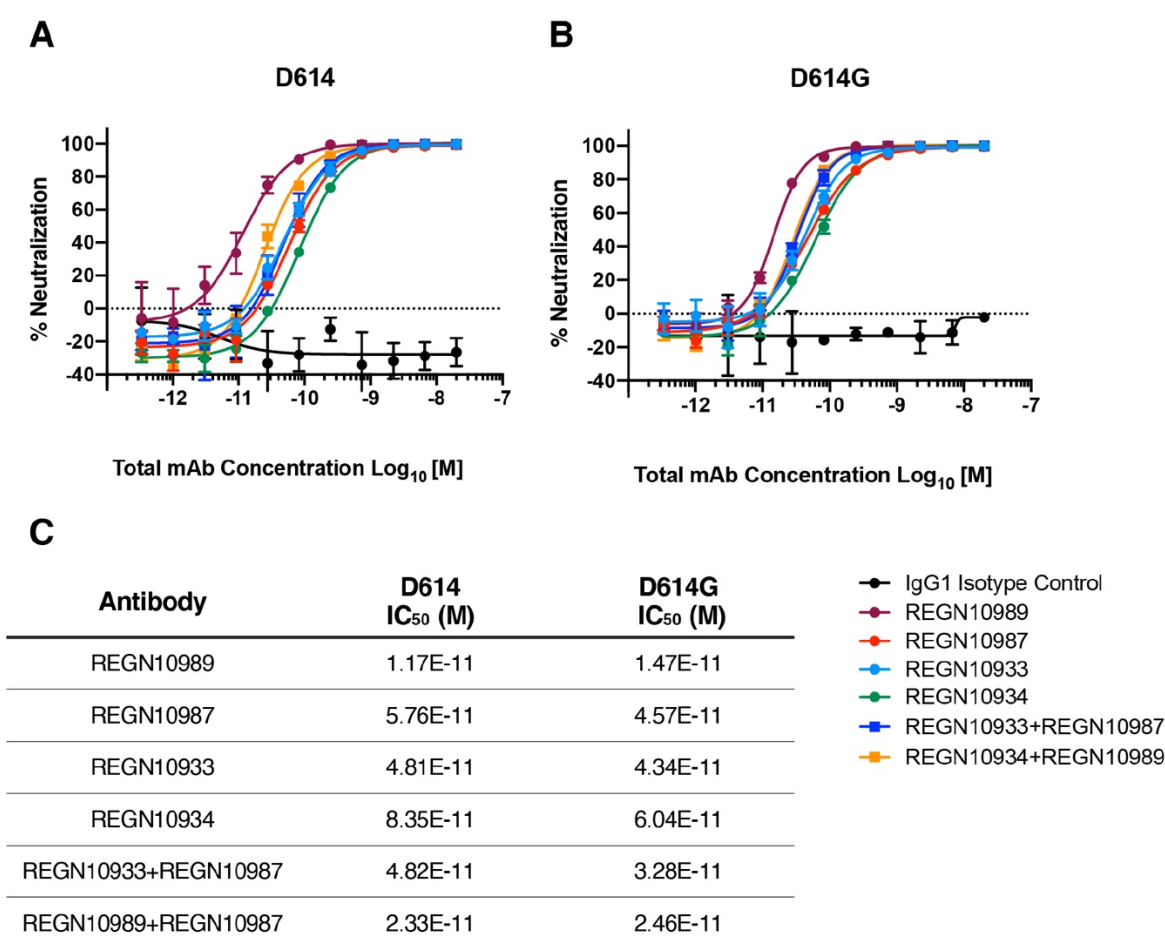 A
D614
% Neutralization
100
80
60
40
20
0
-20
-40
-12
-11
-10
-9
-8
-7
Total mAb Concentration Log10 [M]
B
D614G
% Neutralization
100
80
60
40
20
0
-20
-40
-12
-11
-10
-9
-8
-7
Total mAb Concentration Log10 [M]
C
Antibody D614 IC50 (M) D614G IC50 (M)
REGN10989 1.17E-11 1.47E-11
REGN10987 5.76E-11 4.57E-11
REGN10933 4.81E-11 4.34E-11
REGN10934 8.35E-11 6.04E-11
REGN10933+REGN10987 4.82E-11 3.28E-11
REGN10989+REGN10987 2.33E-11 2.46E-11
IgG1 Isotype Control
REGN10989
REGN10987
REGN10933
REGN10934
REGN10933+REGN10987
REGN10934+REGN10989